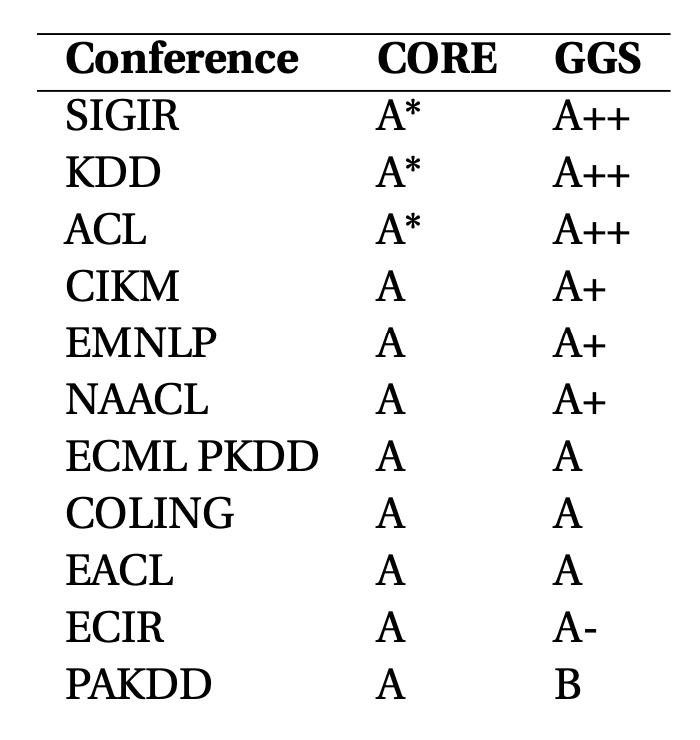 Conference CORE GGS
SIGIR A* A++
KDD A* A++
ACL A* A++
CIKM A A+
EMNLP A A+
NAACL A A+
ECML PKDD A A
COLING A A
EACL A A
ECIR A A-
PAKDD A B